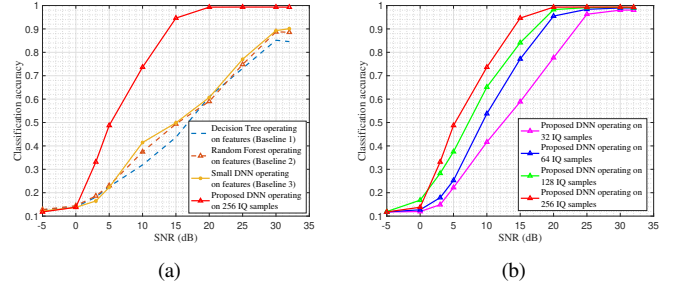 1
0.9
0.8
0.7
0.6
0.5
0.4
0.3
0.2
0.1
Classification accuracy
-5 0 5 10 15 20 25 30 35
SNR (dB)
Decision Tree operating
on features (Baseline 1)
Random Forest operating
on features (Baseline 2)
Small DNN operating
on features (Baseline 3)
Proposed DNN operating
on 256 IQ samples
(a)
1
0.9
0.8
0.7
0.6
0.5
0.4
0.3
0.2
0.1
Classification accuracy
-5 0 5 10 15 20 25 30 35
SNR (dB)
Proposed DNN operating on
32 IQ samples
Proposed DNN operating on
64 IQ samples
Proposed DNN operating on
128 IQ samples
Proposed DNN operating on
256 IQ samples
(b)